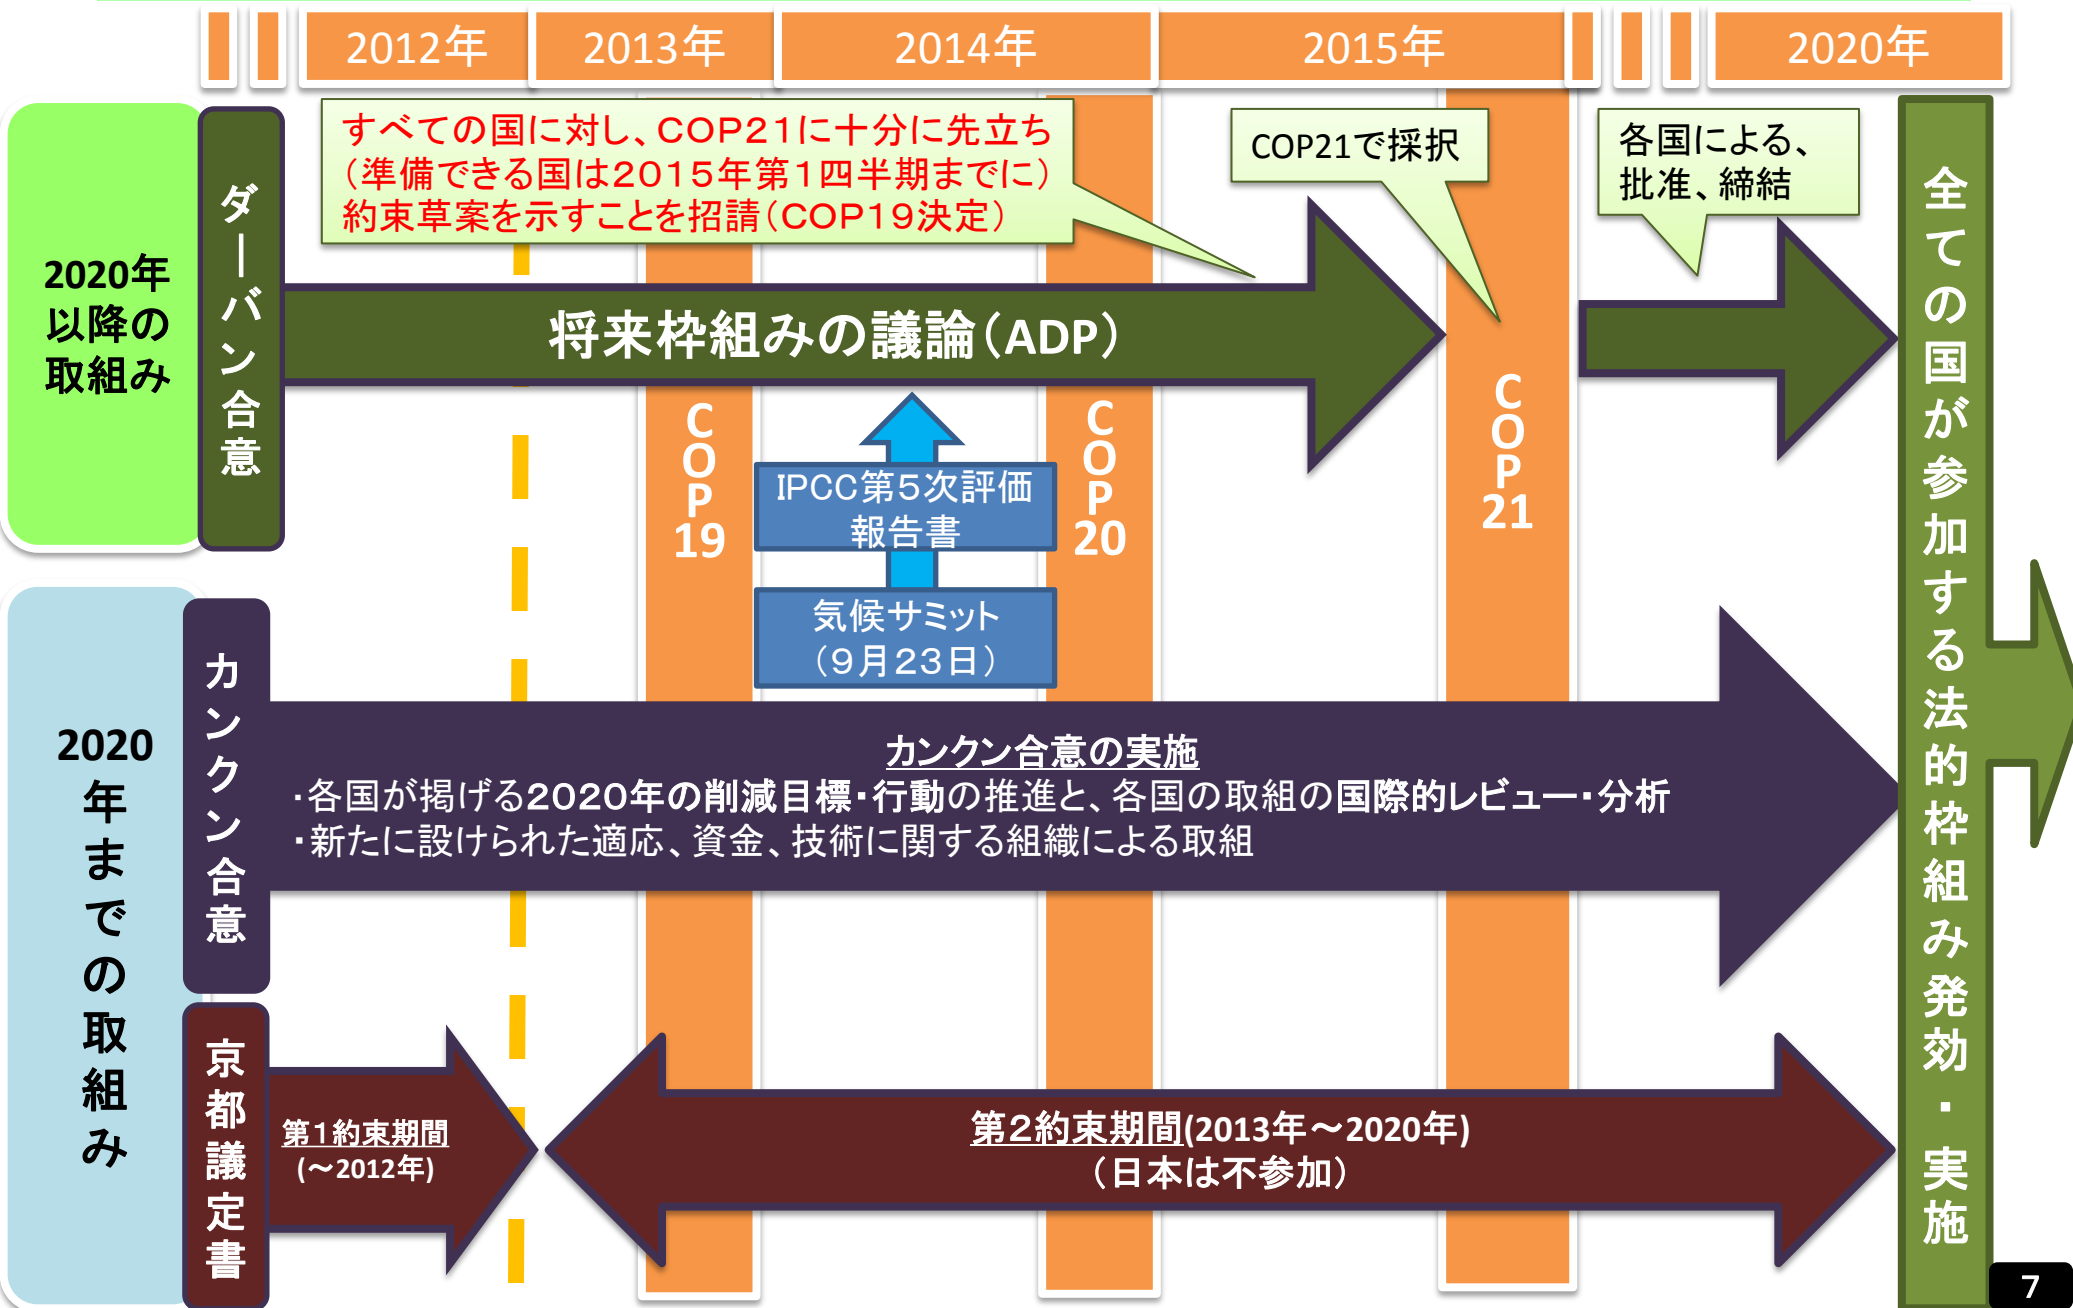 2012年
2013年
2014年
2015年
2020年
すべての国に対し、COP21に十分に先立ち
（準備できる国は2015年第1四半期までに）
約束草案を示すことを招請（COP19決定）
COP21で採択
各国による、
批准、締結
2020年
以降の
取組み
ダーバン合意
将来枠組みの議論（ADP）
COP19
COP20
COP21
IPCC第5次評価
報告書
気候サミット
（9月23日）
全ての国が参加する法的枠組み発効・実施
2020年までの取組み
カンクン合意
カンクン合意の実施
・各国が掲げる2020年の削減目標・行動の推進と、各国の取組の国際的レビュー・分析
・新たに設けられた適応、資金、技術に関する組織による取組
京都議定書
第1約束期間
（～2012年）
第2約束期間(2013年～2020年)
（日本は不参加）
7